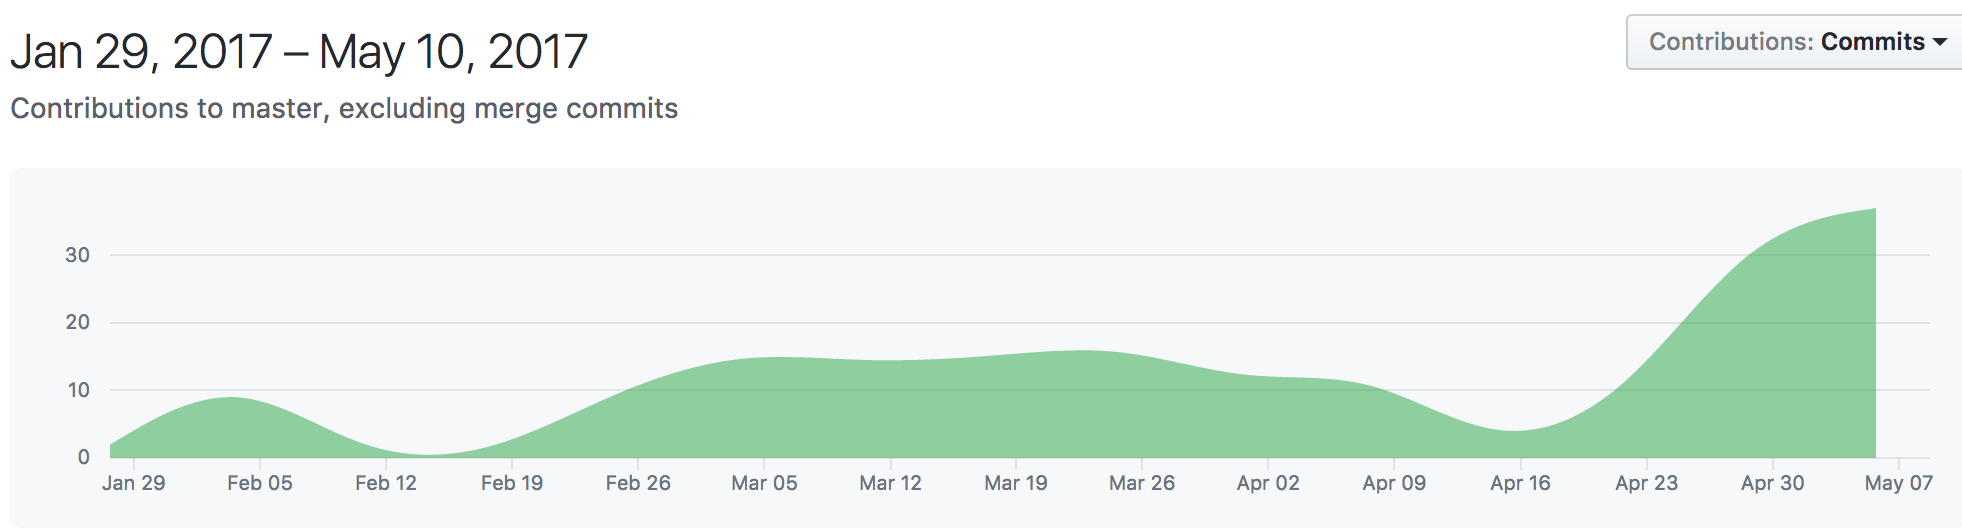 Jan 29, 2017 – May 10, 2017
Contributions: Commits
Contributions to master, excluding merge commits
30
20
10
0
Jan 29 Feb 05 Feb 12 Feb 19 Feb 26 Mar 05 Mar 12 Mar 19 Mar 26 Apr 02 Apr 09 Apr 16 Apr 23 Apr 30 May 07